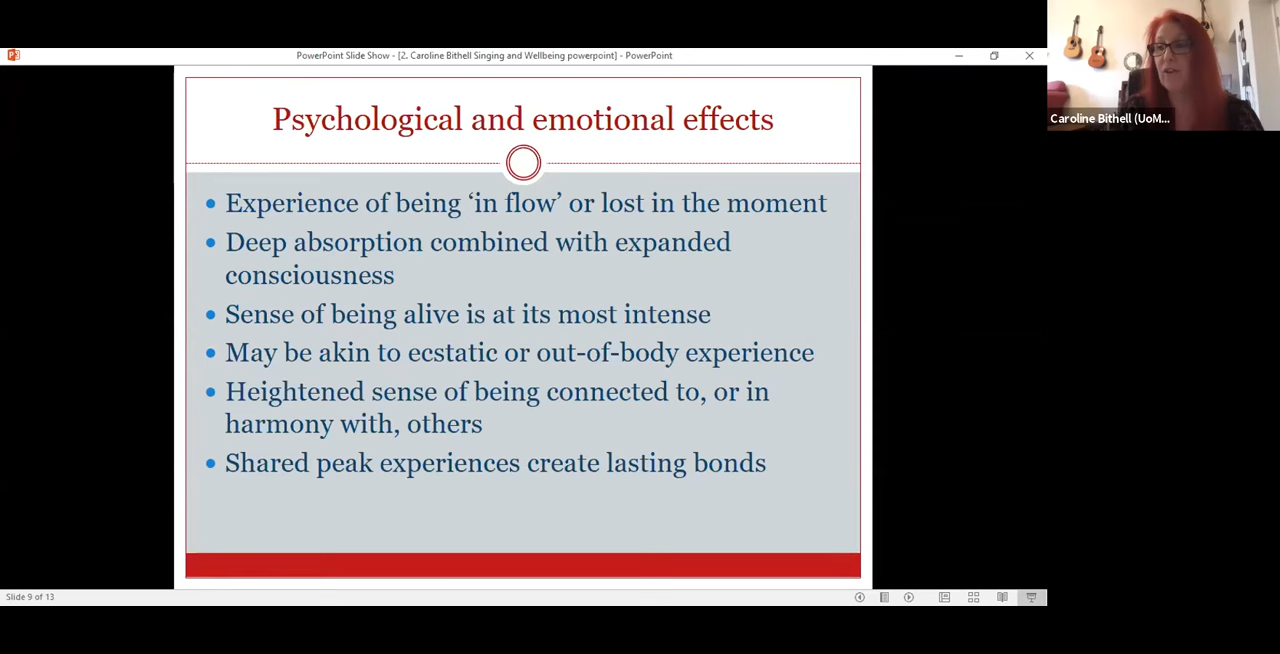 PowerPoint Slide Show - [2. Caroline Bithell Singing and Wellbeing powerpoint] - PowerPoint
Caroline Bithell (UoM...
Psychological and emotional effects
• Experience of being ‘in flow’ or lost in the moment
• Deep absorption combined with expanded
consciousness
• Sense of being alive is at its most intense
• May be akin to ecstatic or out-of-body experience
• Heightened sense of being connected to, or in
harmony with, others
• Shared peak experiences create lasting bonds
Slide 9 of 13